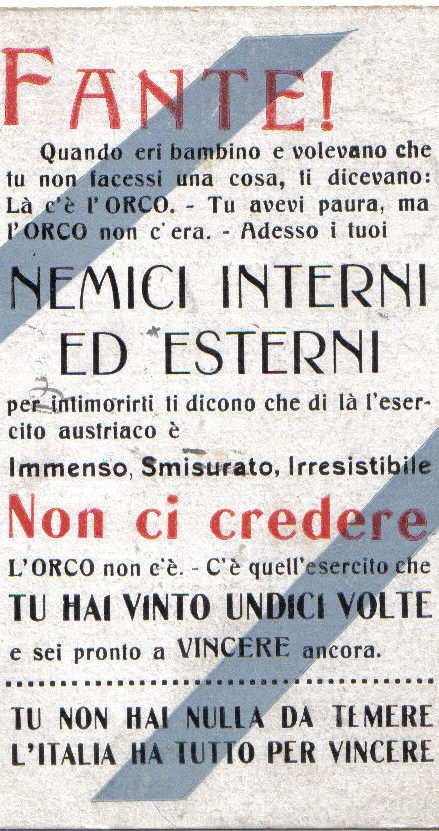 FANTE!
Quando eri bambino e volevano che
tu non facessi una cosa, ti dicevano:
Là c'è l'ORCO. - Tu avevi paura, ma
l'ORCO non c'era. - Adesso i tuoi
NEMICI INTERNI
ED ESTERNI
per intimorirti ti dicono che di là l'eser-
cito austriaco è
Immenso, Smisurato, Irresistibile
Non ci credere
L'ORCO non c'è. - C'è quell'esercito che
TU HAI VINTO UNDICI VOLTE
e sei pronto a VINCERE ancora.
TU NON HAI NULLA DA TEMERE
L'ITALIA HA TUTTO PER VINCERE